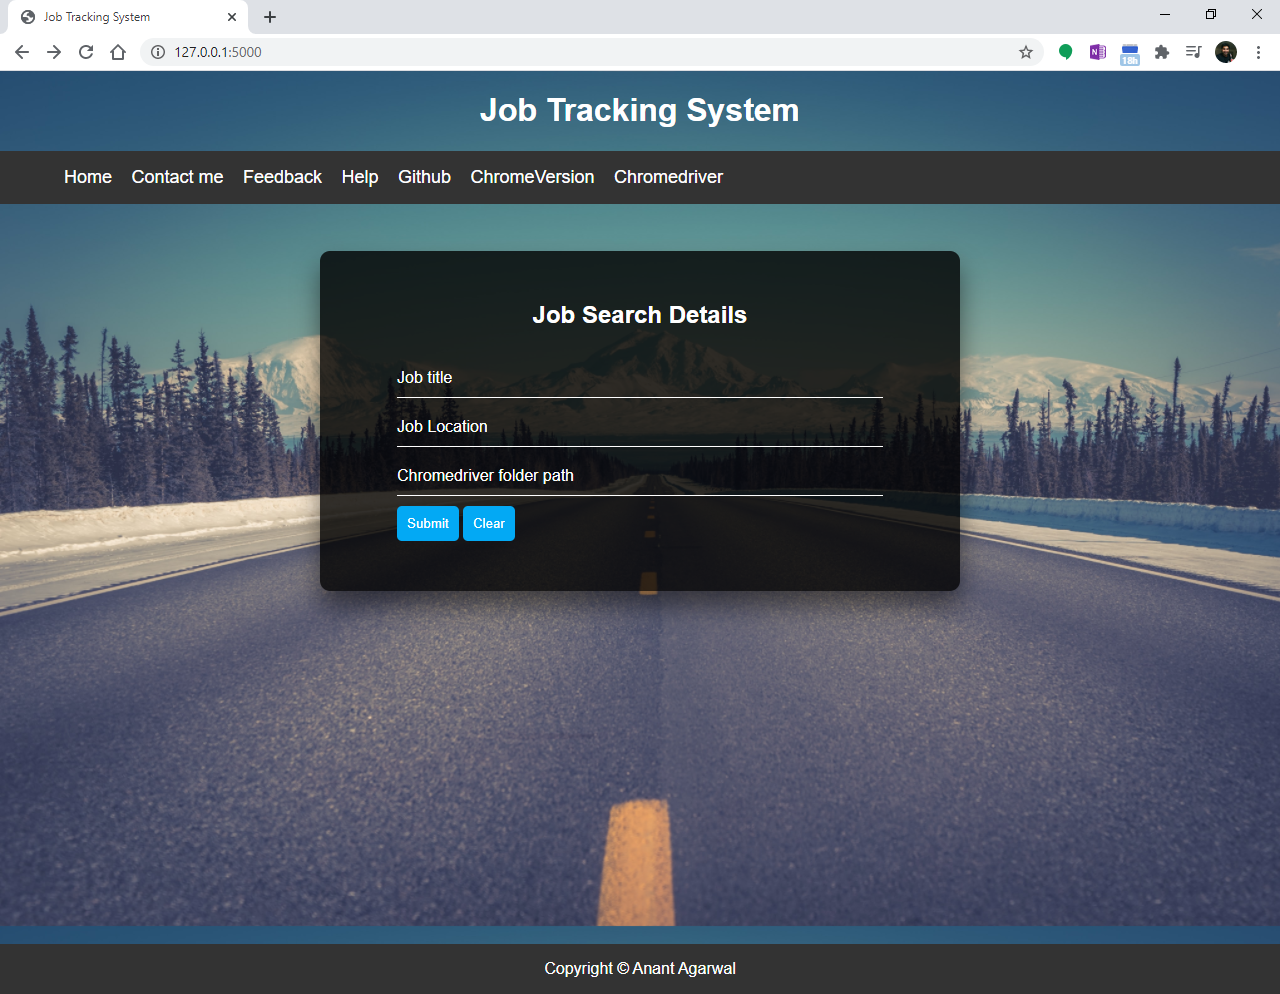 Job Tracking System
127.0.0.1:5000
18h
Job Tracking System
Home Contact me Feedback Help Github ChromeVersion Chromedriver
Job Search Details
Job title
Job Location
Chromedriver folder path
Submit Clear
Copyright © Anant Agarwal